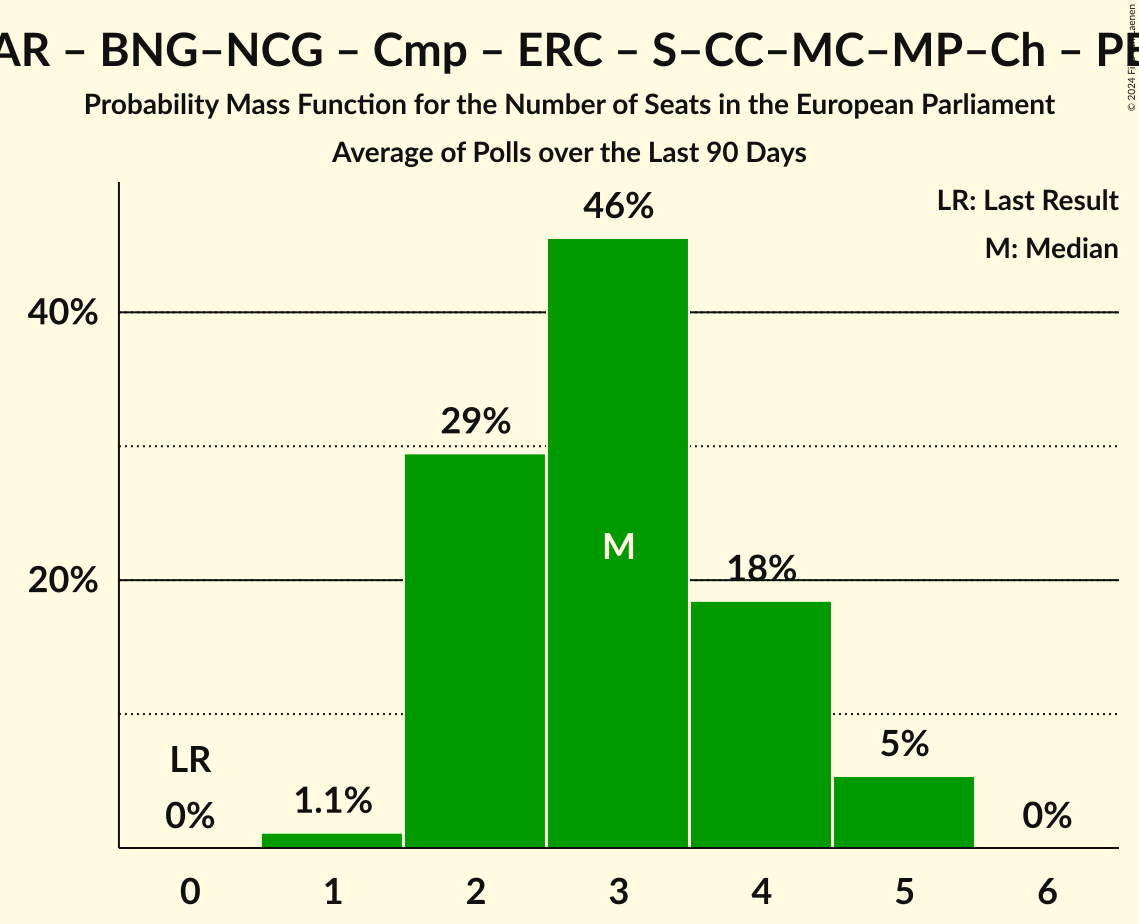 AR – BNG–NCG – Cmp – ERC – S–CC–MC–MP–Ch –
Probability Mass Function for the Number of Seats in the European Parliament
Average of Polls over the Last 90 Days
LR: Last Result
M: Median
46%
40%
29%
M
20%
18%
LR
5%
1.1%
0%
0%
0 1 2 3 4 5 6
© 2024